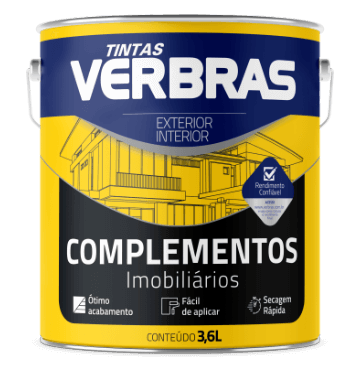 TINTAS
VERBRAS
EXTERIOR
INTERIOR
Rendimento
Confiável
COMPLEMENTOS
Imobiliários
Ótimo
acabamento
Fácil
de aplicar
Secagem
Rápida
CONTEÚDO 3,6L